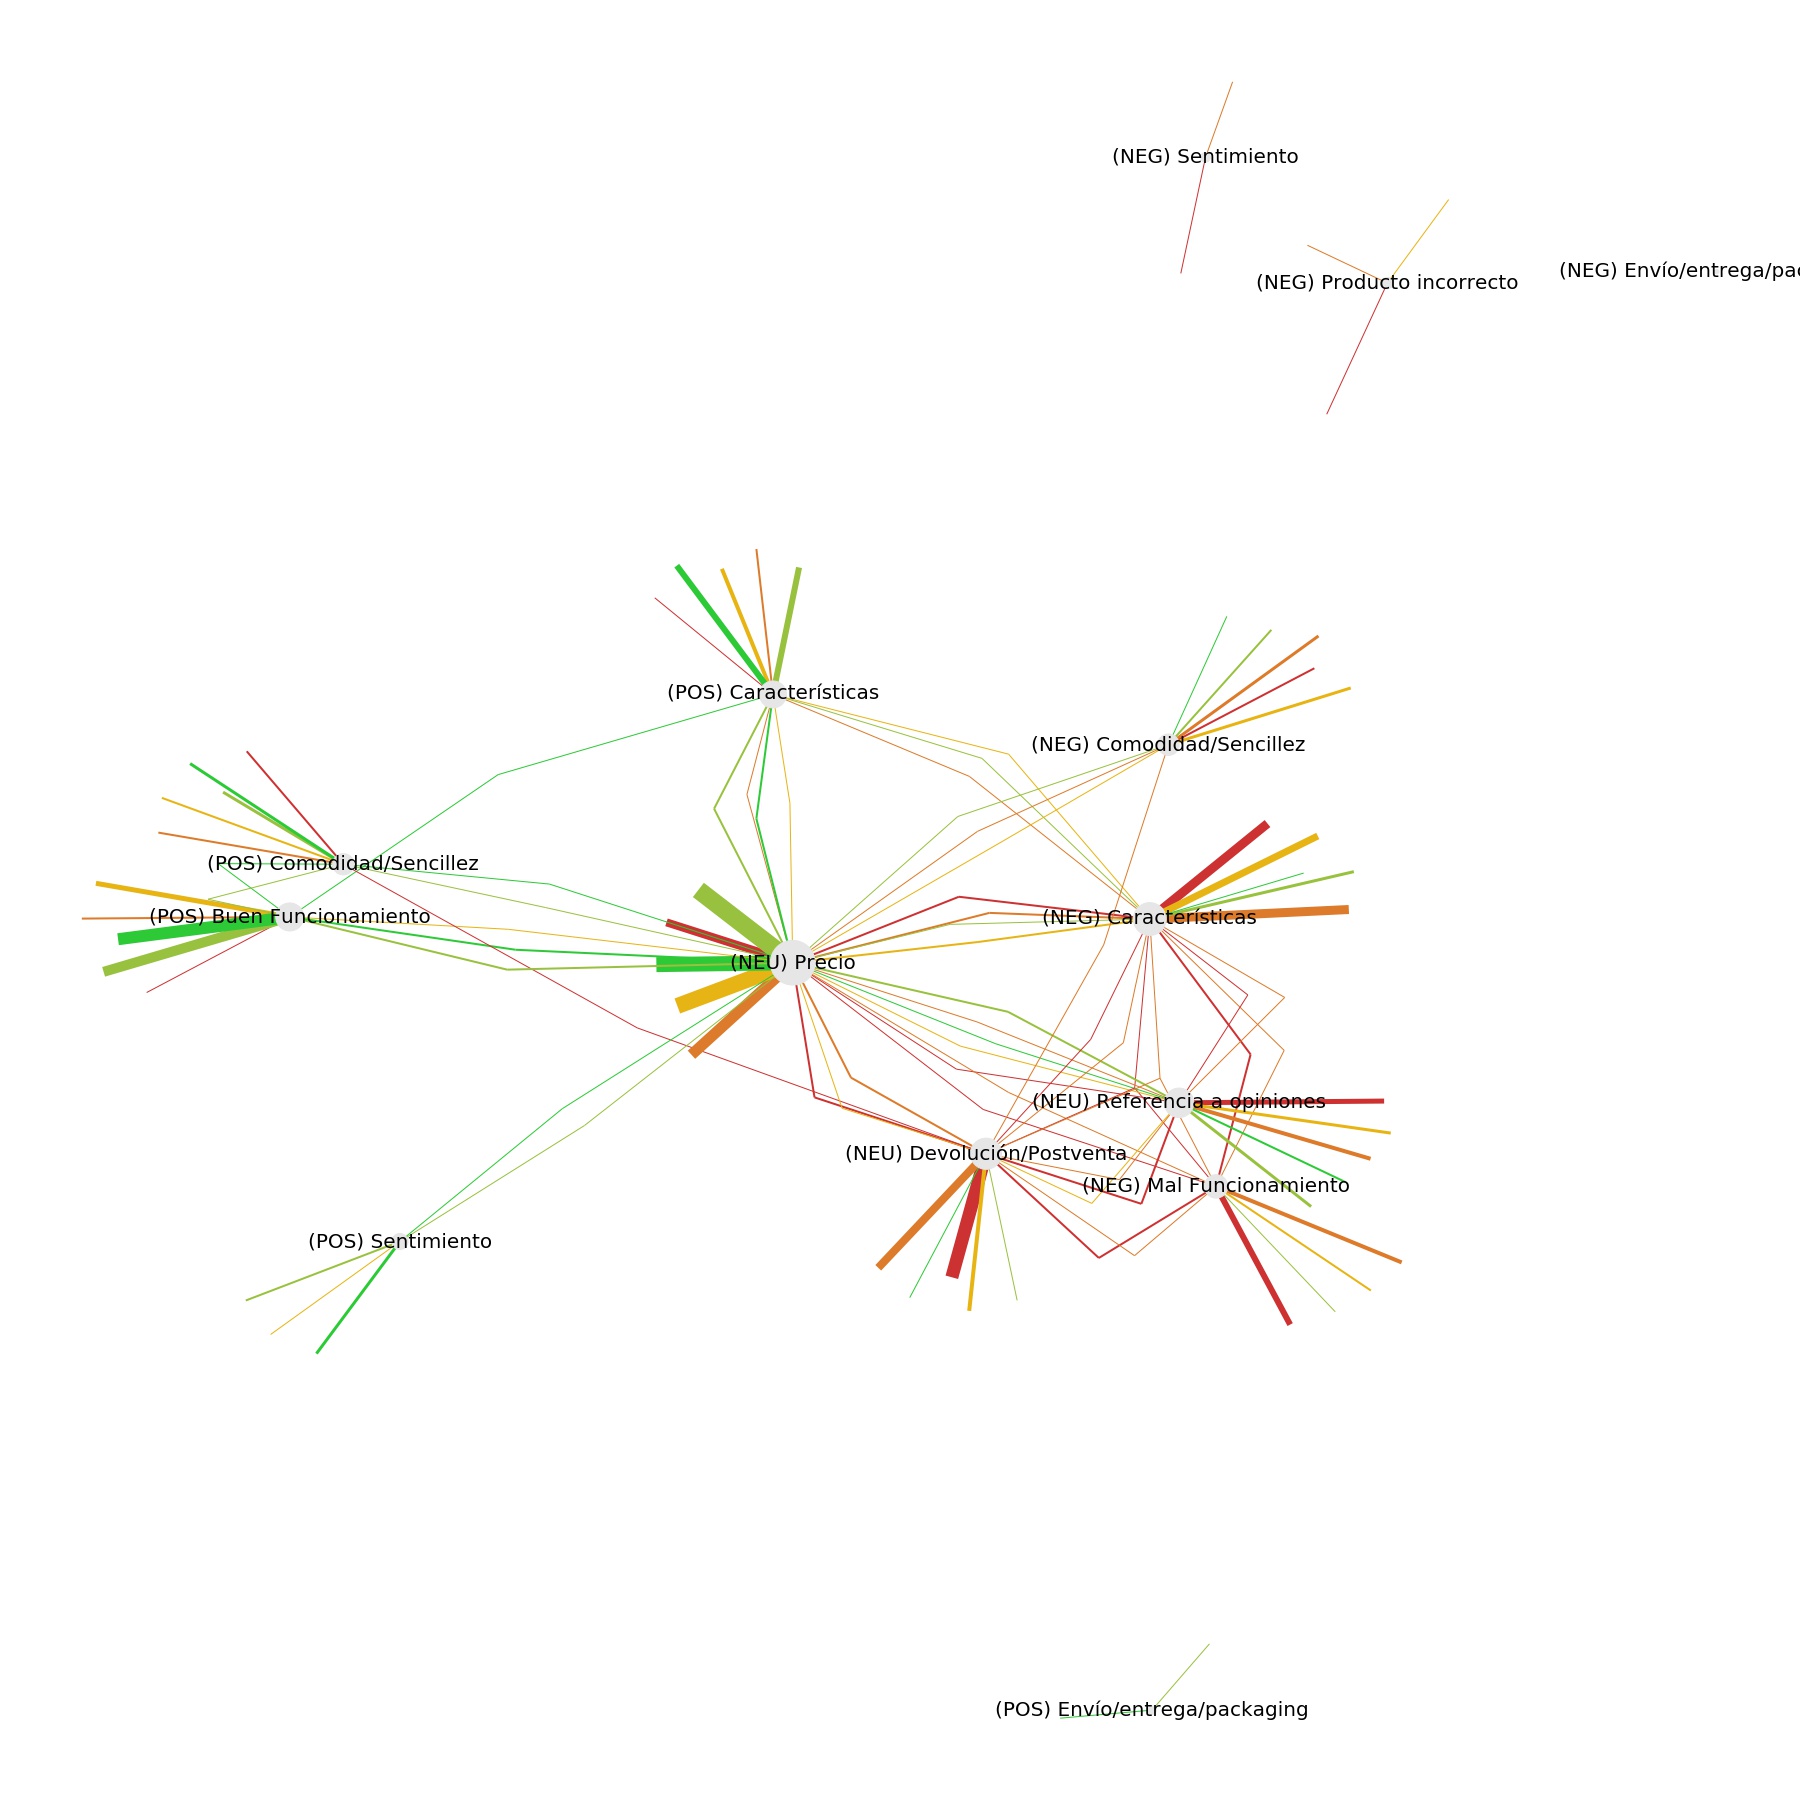 (NEG) Sentimiento
(NEG) Envío/entrega/pac
(NEG) Producto incorrecto
(POS) Características
(NEG) Comodidad/Sencillez
(POS) Comodidad/Sencillez
(POS) Buen Funcionamiento
(NEG) Características
(NEU) Precio
(NEU) Referencia a opiniones
(NEU) Devolución/Postventa
(NEG) Mal Funcionamiento
(POS) Sentimiento
(POS) Envío/entrega/packaging